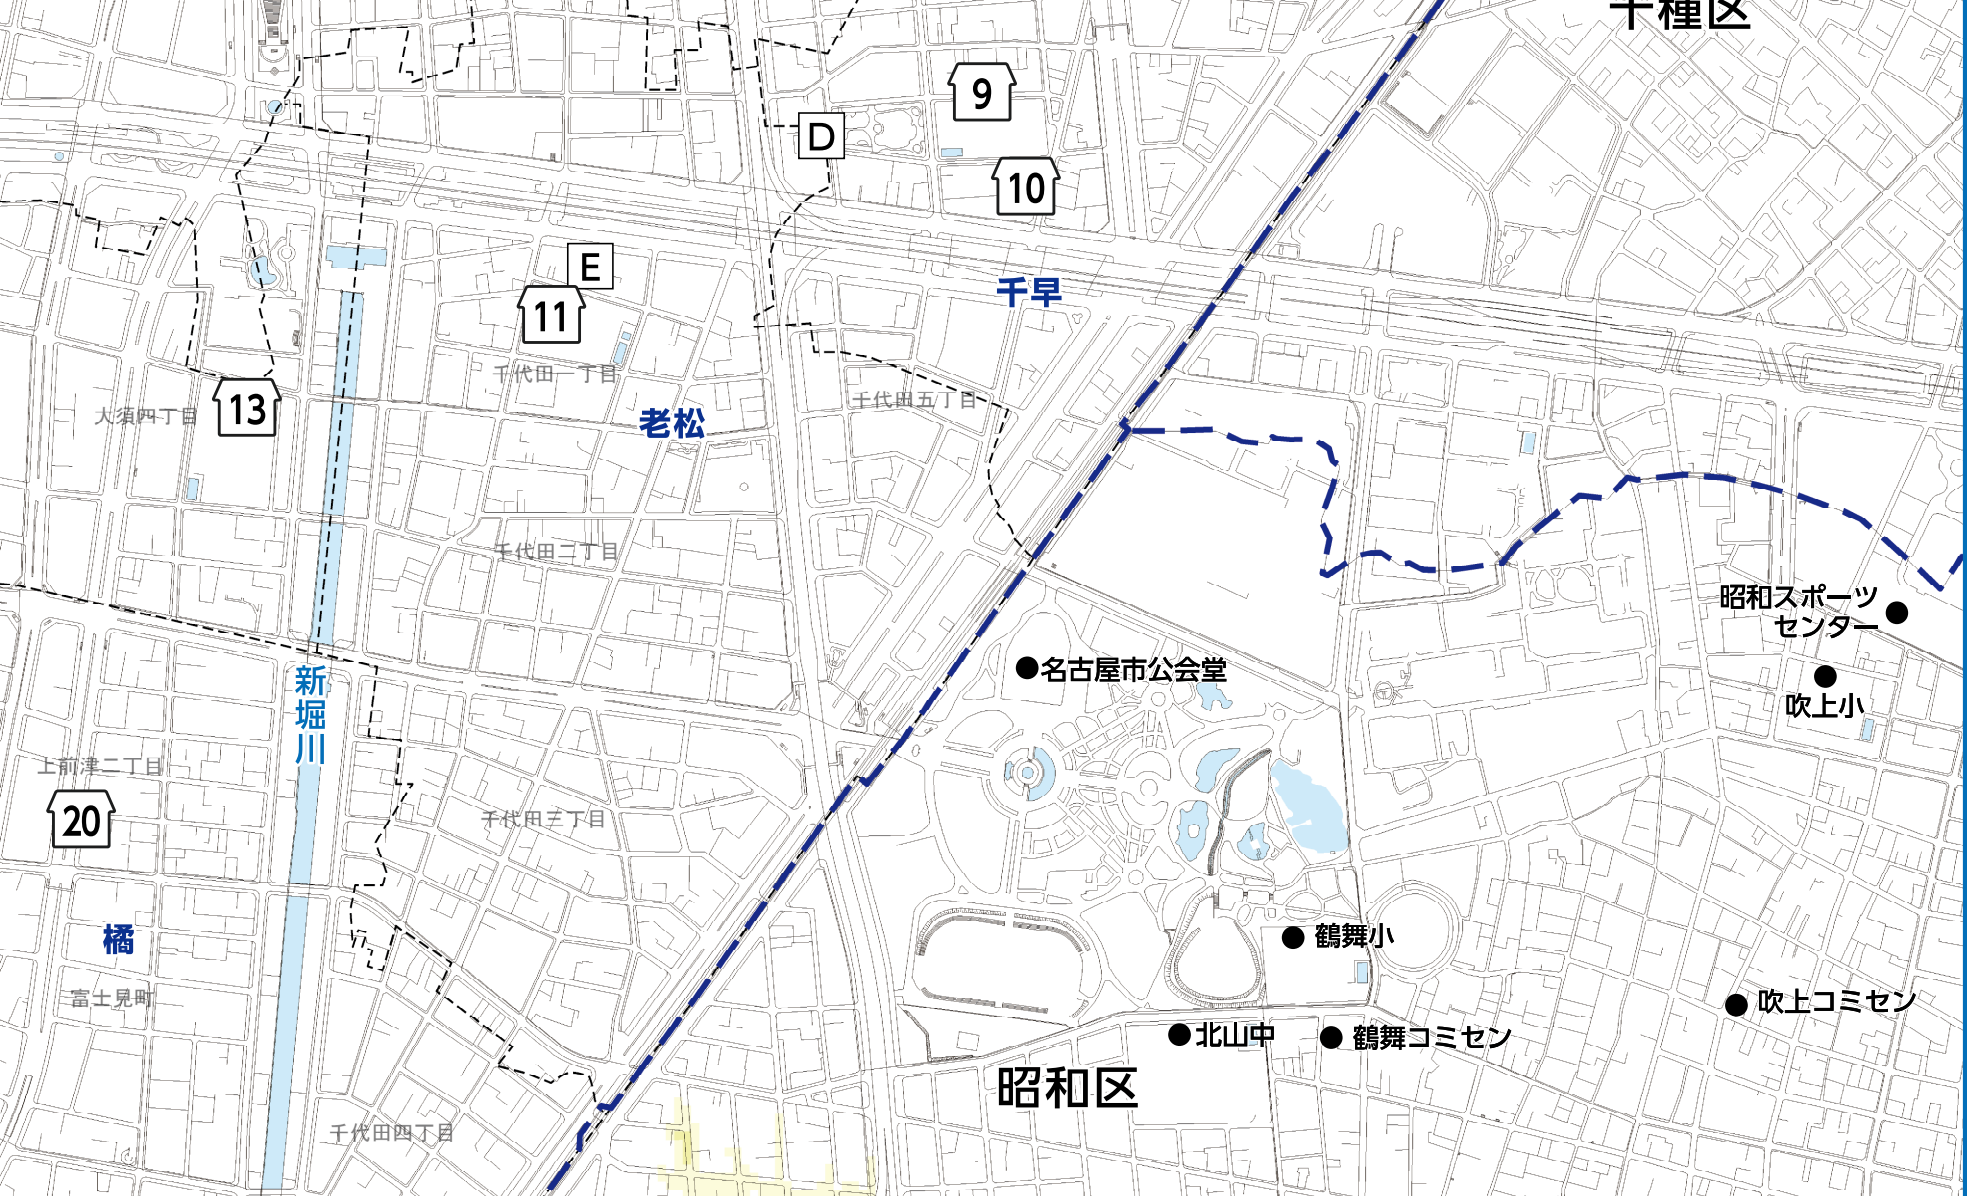 千種区
9
D
10
E
千早
11
千代田一丁目
13
大須四丁目
老松
千代田五丁目
千代田二丁目
昭和スポーツ
センター
名古屋市公会堂
吹上小
新堀川
上前津二丁目
20
千代田三丁目
橘
鶴舞小
富士見町
吹上コミセン
北山中
鶴舞コミセン
昭和区
千代田四丁目